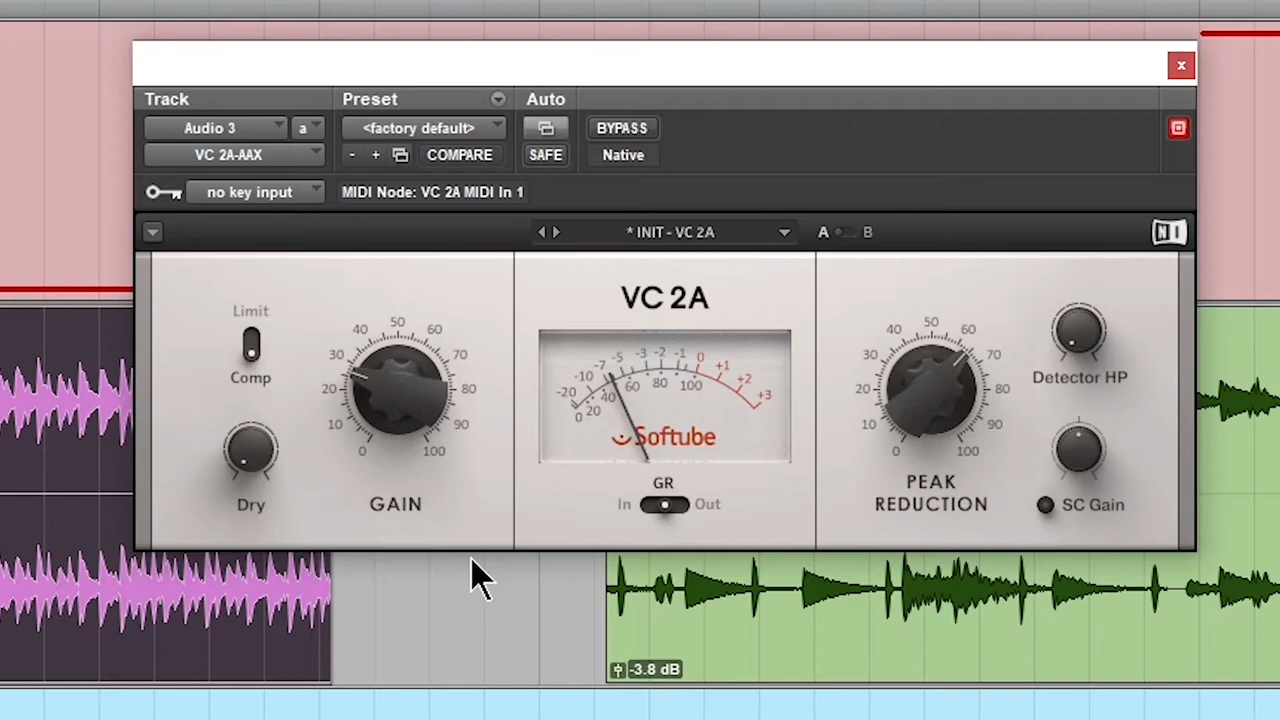 x
Track Preset Auto
Audio 3 a <factory default> BYPASS
VC 2A-AAX - + COMPARE SAFE Native
no key input MIDI Node: VC 2A MIDI In 1
* INIT - VC 2A A B NI
Limit
Comp
Dry
0 10 20 30 40 50 60 70 80 90 100
GAIN
VC 2A
-20 -10 -7 -5 -3 -2 -1 0 +1 +2 +3
0 20 40 60 80 100
Softube
GR
In Out
0 10 20 30 40 50 60 70 80 90 100
PEAK
REDUCTION
Detector HP
SC Gain
-3.8 dB